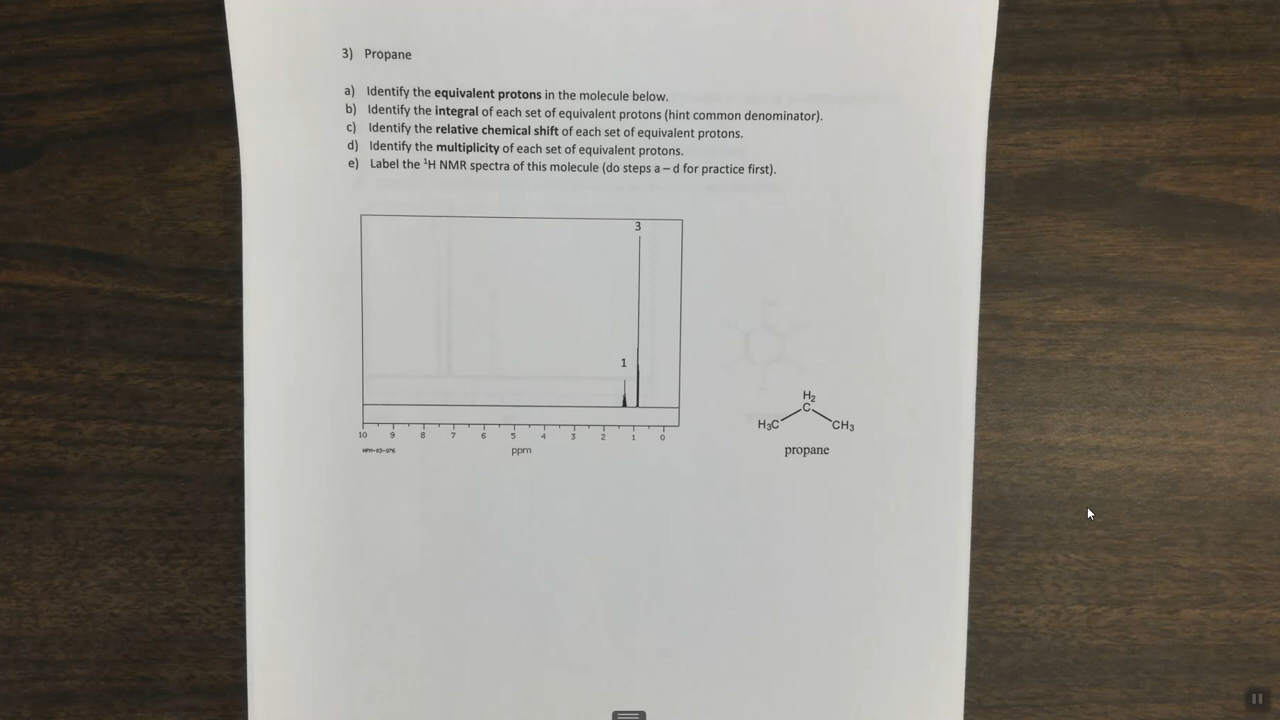 3) Propane
a) Identify the equivalent protons in the molecule below.
b) Identify the integral of each set of equivalent protons (hint common denominator).
c) Identify the relative chemical shift of each set of equivalent protons.
d) Identify the multiplicity of each set of equivalent protons.
e) Label the ¹H NMR spectra of this molecule (do steps a – d for practice first).
3
1
10 9 8 7 6 5 4 3 2 1 0
HPM-03-076
ppm
H₂
C
H₃C CH₃
propane